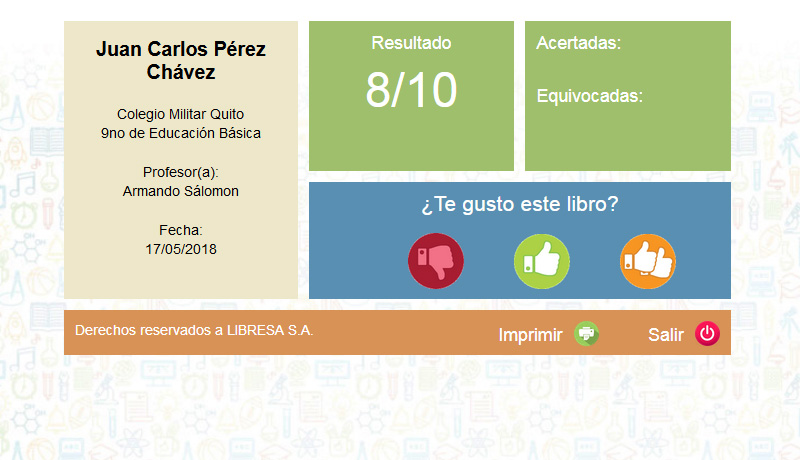 Juan Carlos Pérez
Chávez
Colegio Militar Quito
9no de Educación Básica
Profesor(a):
Armando Sálomon
Fecha:
17/05/2018
Resultado
8/10
Acertadas:
Equivocadas:
¿Te gusto este libro?
Derechos reservados a LIBRESA S.A.
Imprimir
Salir